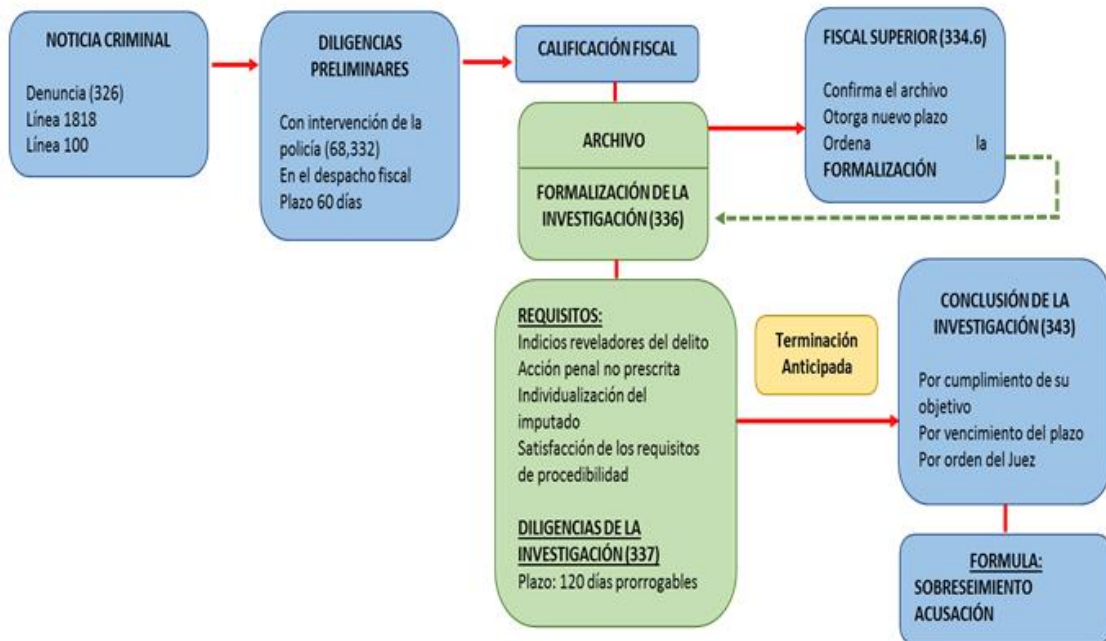 NOTICIA CRIMINAL
Denuncia (326)
Línea 1818
Línea 100
DILIGENCIAS
PRELIMINARES
Con intervención de la
policía (68,332)
En el despacho fiscal
Plazo 60 días
CALIFICACIÓN FISCAL
ARCHIVO
FORMALIZACIÓN DE LA
INVESTIGACIÓN (336)
FISCAL SUPERIOR (334.6)
Confirma el archivo
Otorga nuevo plazo
Ordena la
FORMALIZACIÓN
REQUISITOS:
Indicios reveladores del delito
Acción penal no prescrita
Individualización del
imputado
Satisfacción de los requisitos
de procedibilidad
DILIGENCIAS DE LA
INVESTIGACIÓN (337)
Plazo: 120 días prorrogables
Terminación
Anticipada
CONCLUSIÓN DE LA
INVESTIGACIÓN (343)
Por cumplimiento de su
objetivo
Por vencimiento del plazo
Por orden del Juez
FORMULA:
SOBRESEIMIENTO
ACUSACIÓN